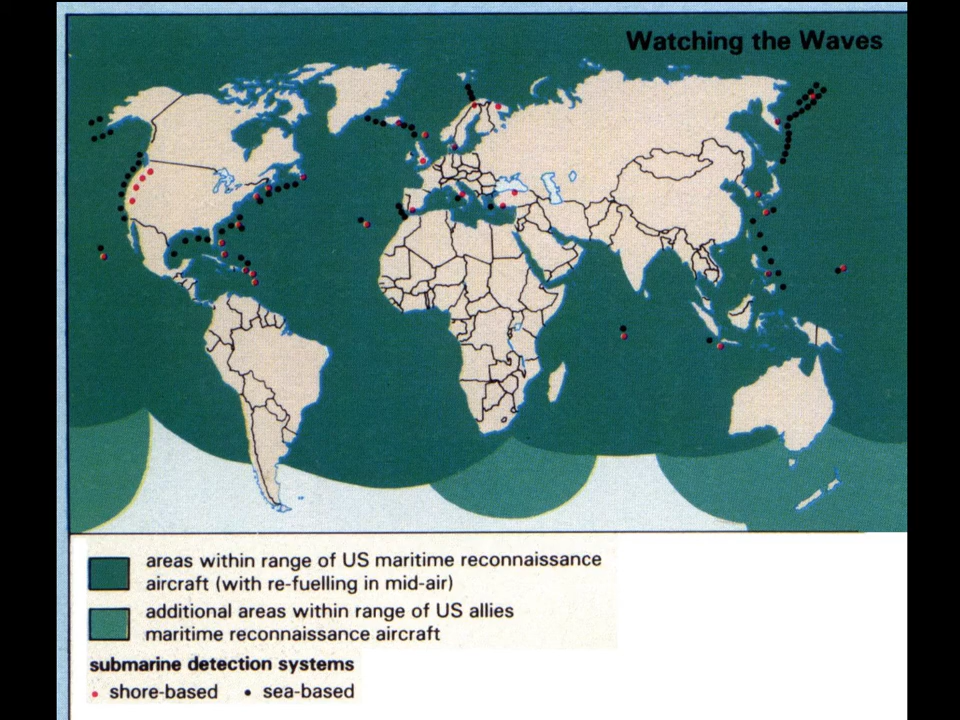 Watching the Waves
areas within range of US maritime reconnaissance
aircraft (with re-fuelling in mid-air)
additional areas within range of US allies
maritime reconnaissance aircraft
submarine detection systems
shore-based
sea-based